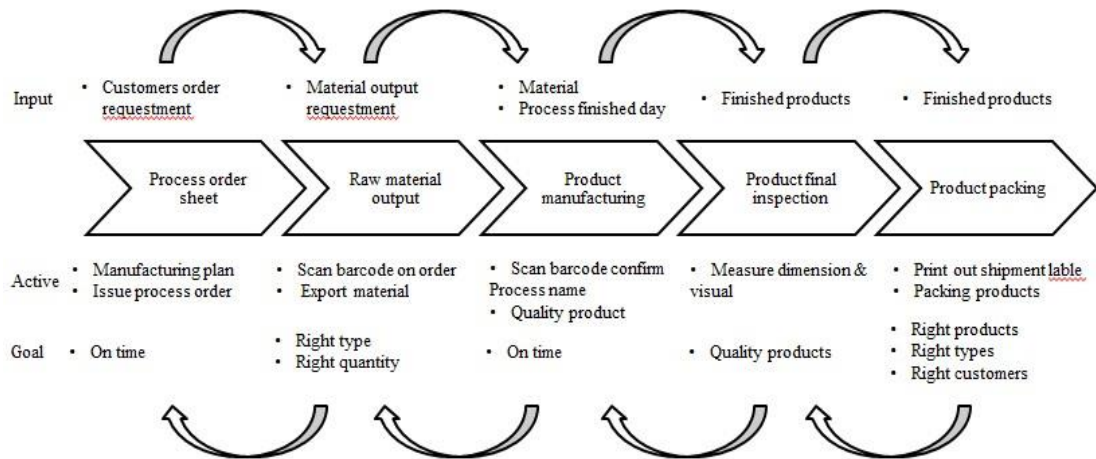 Input
• Customers order
requestment
• Material output
requestment
• Material
• Process finished day
• Finished products
• Finished products
Process order
sheet
Raw material
output
Product
manufacturing
Product final
inspection
Product packing
Active
• Manufacturing plan
• Issue process order
• Scan barcode on order
• Export material
• Scan barcode confirm
Process name
• Quality product
• Measure dimension &
visual
• Print out shipment lable
• Packing products
Goal
• On time
• Right type
• Right quantity
• On time
• Quality products
• Right products
• Right types
• Right customers